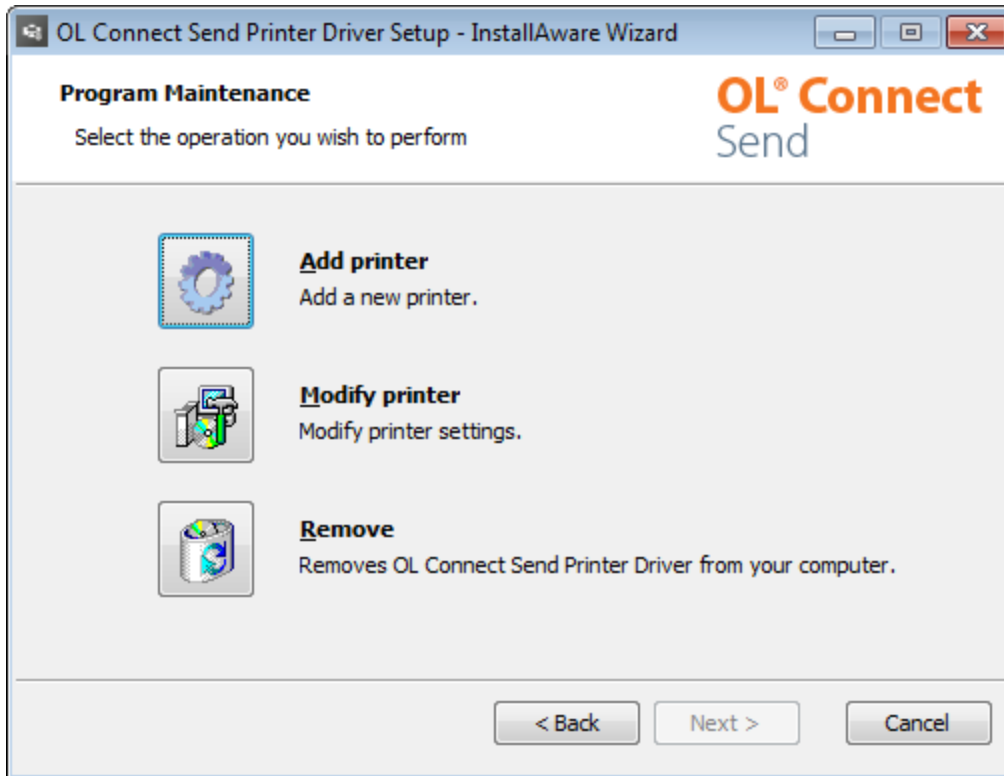 OL Connect Send Printer Driver Setup - InstallAware Wizard
Program Maintenance
Select the operation you wish to perform
OL® Connect
Send
Add printer
Add a new printer.
Modify printer
Modify printer settings.
Remove
Removes OL Connect Send Printer Driver from your computer.
< Back
Next >
Cancel